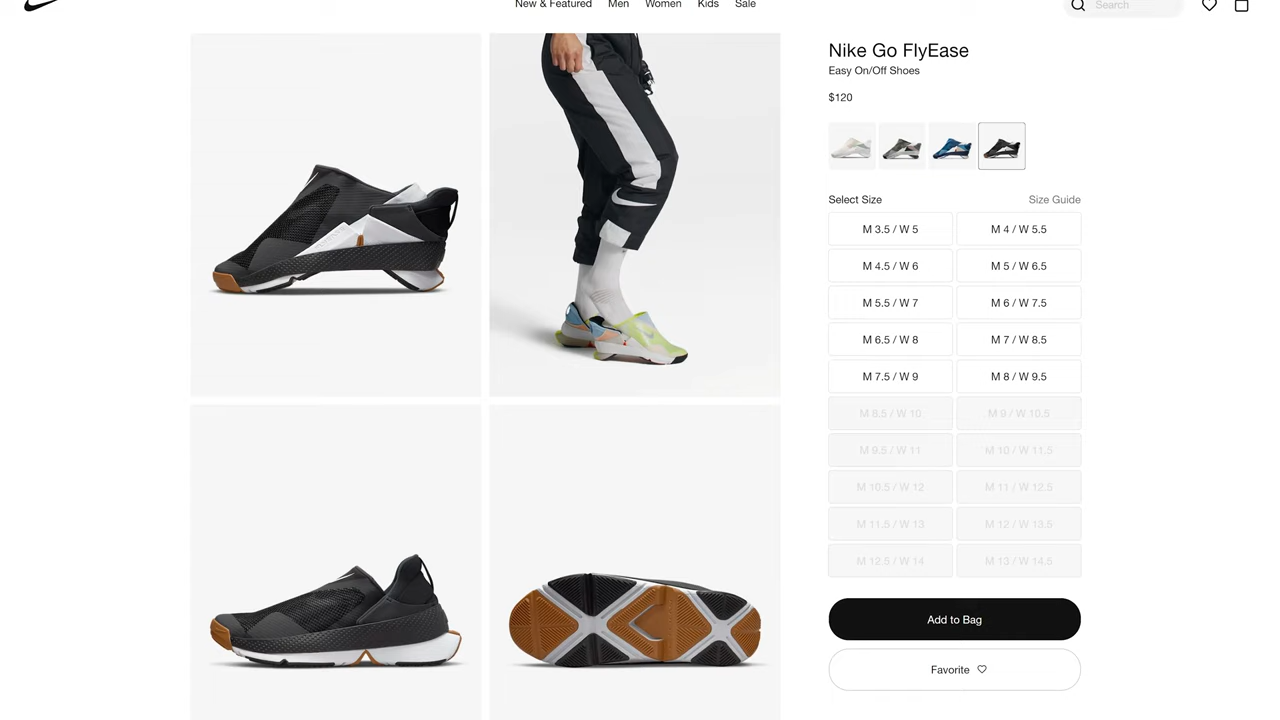 New & Featured Men Women Kids Sale
Search
Nike Go FlyEase
Easy On/Off Shoes
$120
Select Size Size Guide
M 3.5 / W 5 M 4 / W 5.5
M 4.5 / W 6 M 5 / W 6.5
M 5.5 / W 7 M 6 / W 7.5
M 6.5 / W 8 M 7 / W 8.5
M 7.5 / W 9 M 8 / W 9.5
M 8.5 / W 10 M 9 / W 10.5
M 9.5 / W 11 M 10 / W 11.5
M 10.5 / W 12 M 11 / W 12.5
M 11.5 / W 13 M 12 / W 13.5
M 12.5 / W 14 M 13 / W 14.5
Add to Bag
Favorite